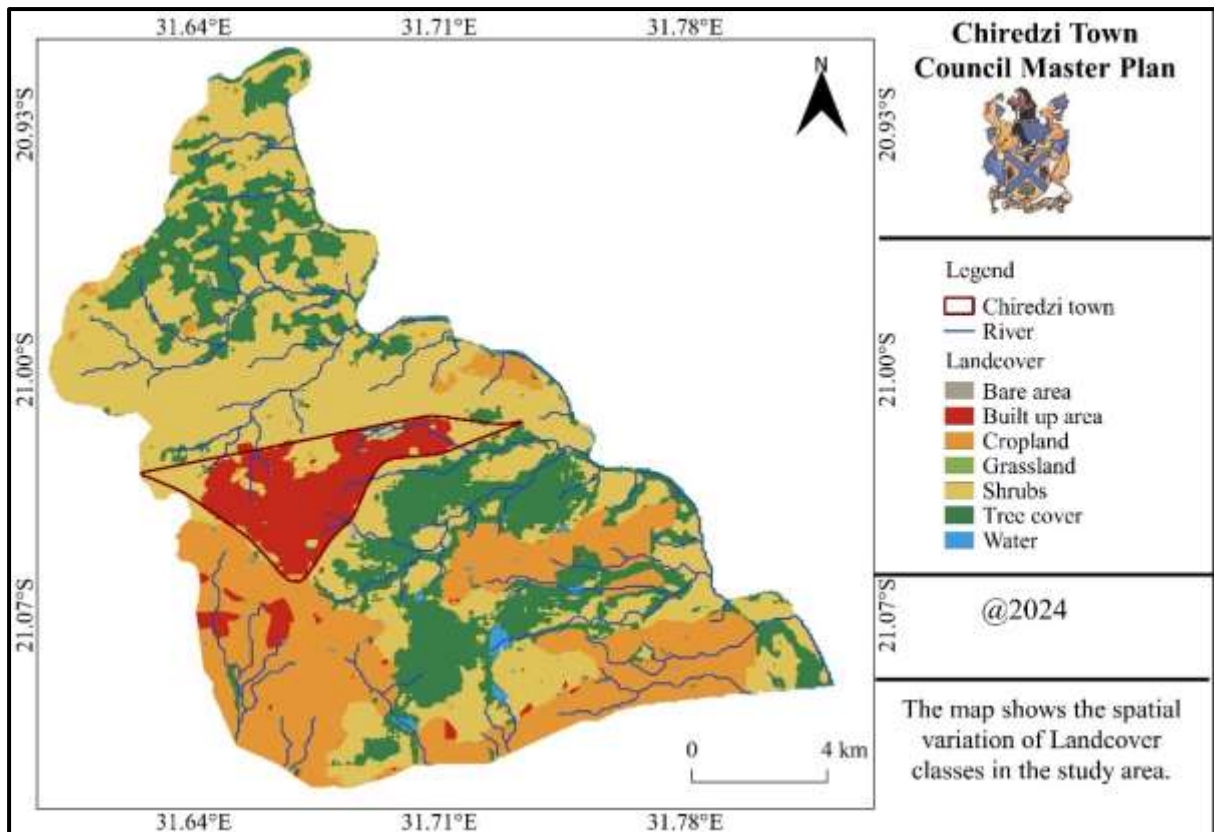 31.64°E
31.71°E
31.78°E
Chiredzi Town
Council Master Plan
N
20.93°S
20.93°S
Legend
Chiredzi town
River
Landcover
Bare area
Built up area
Cropland
Grassland
Shrubs
Tree cover
Water
21.00°S
21.00°S
21.07°S
21.07°S
@2024
The map shows the spatial
variation of Landcover
classes in the study area.
0
4 km
31.64°E
31.71°E
31.78°E